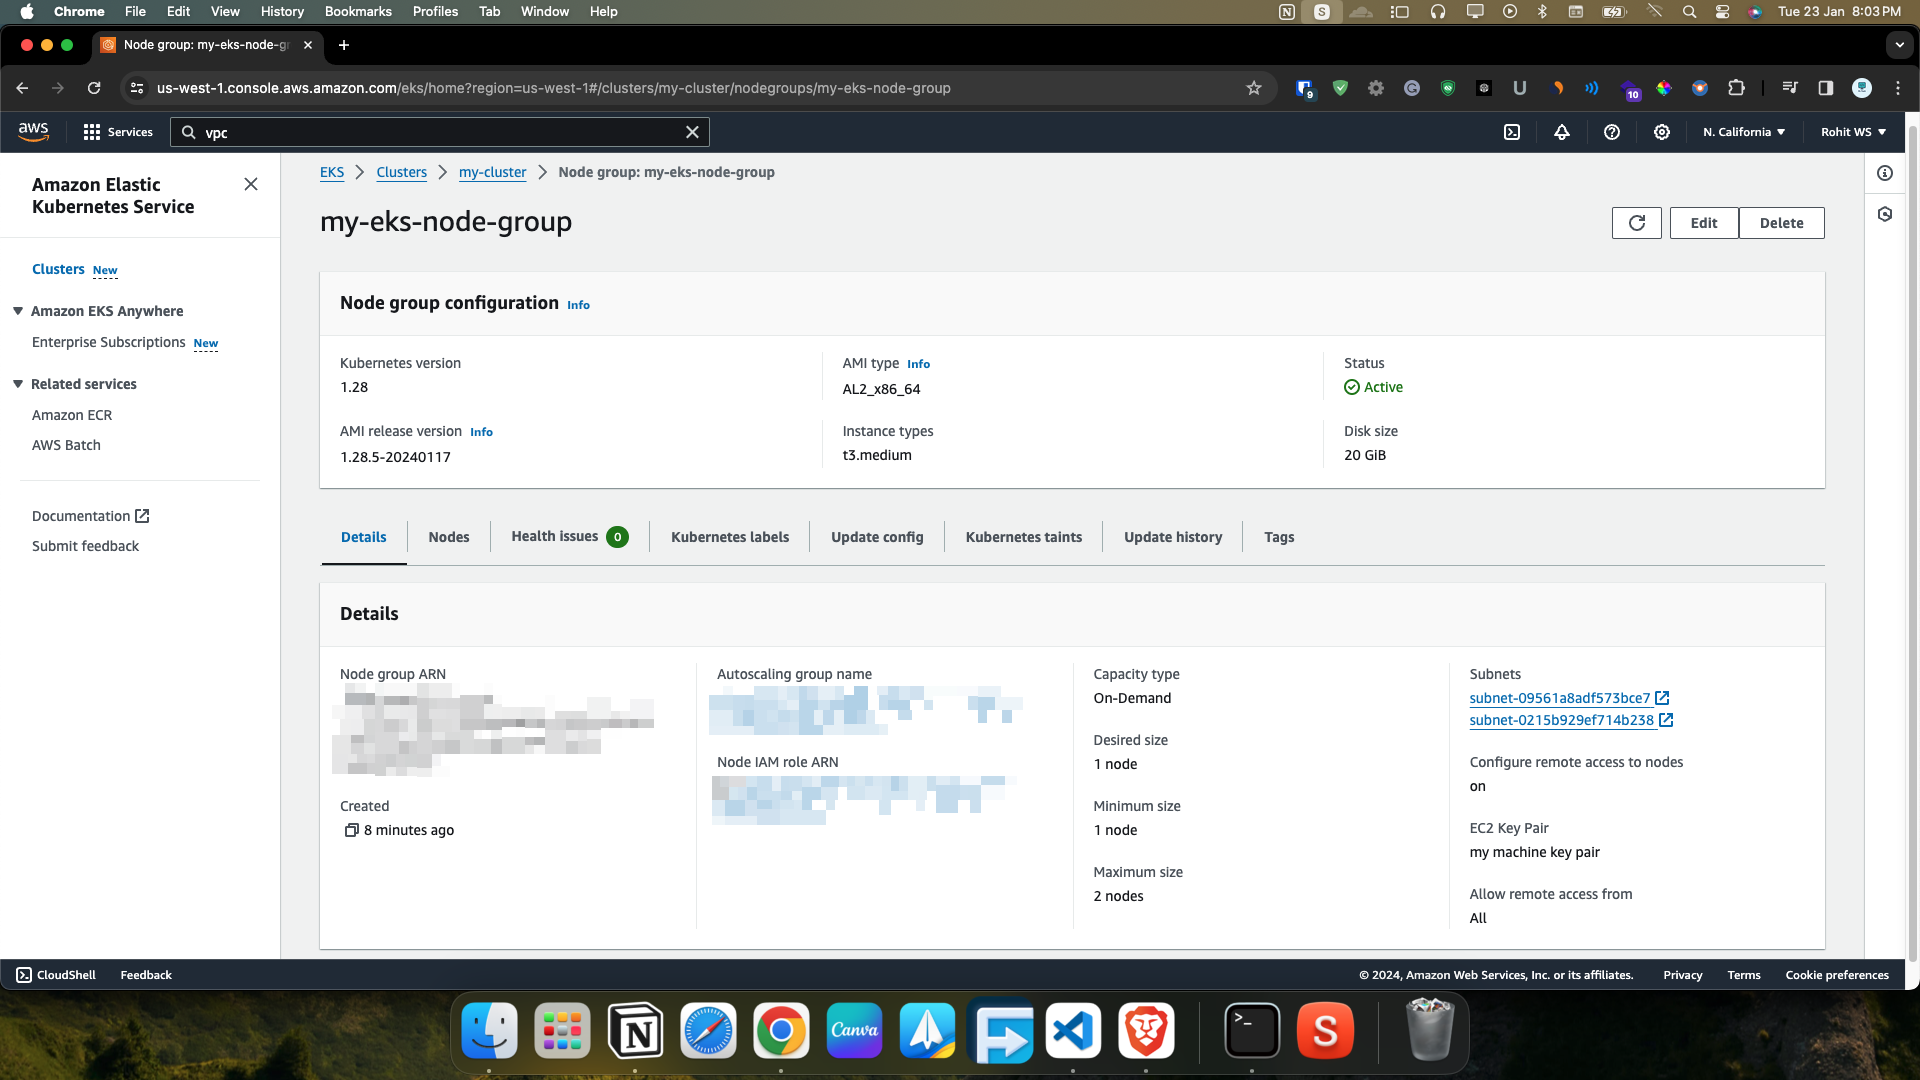 Chrome File Edit View History Bookmarks Profiles Tab Window Help
Tue 23 Jan 8:03 PM
Node group: my-eks-node-gr
us-west-1.console.aws.amazon.com/eks/home?region=us-west-1#/clusters/my-cluster/nodegroups/my-eks-node-group
9
10
aws
Services
vpc
N. California
Rohit WS
Amazon Elastic
Kubernetes Service
Clusters New
Amazon EKS Anywhere
Enterprise Subscriptions New
Related services
Amazon ECR
AWS Batch
Documentation
Submit feedback
EKS Clusters my-cluster Node group: my-eks-node-group
my-eks-node-group
Edit
Delete
Node group configuration Info
Kubernetes version
1.28
AMI type Info
AL2_x86_64
Status
Active
AMI release version Info
1.28.5-20240117
Instance types
t3.medium
Disk size
20 GiB
Details
Nodes
Health issues 0
Kubernetes labels
Update config
Kubernetes taints
Update history
Tags
Details
Node group ARN
Created
8 minutes ago
Autoscaling group name
Node IAM role ARN
Capacity type
On-Demand
Desired size
1 node
Minimum size
1 node
Maximum size
2 nodes
Subnets
subnet-09561a8adf573bce7
subnet-0215b929ef714b238
Configure remote access to nodes
on
EC2 Key Pair
my machine key pair
Allow remote access from
All
CloudShell
Feedback
© 2024, Amazon Web Services, Inc. or its affiliates.
Privacy
Terms
Cookie preferences
Canva